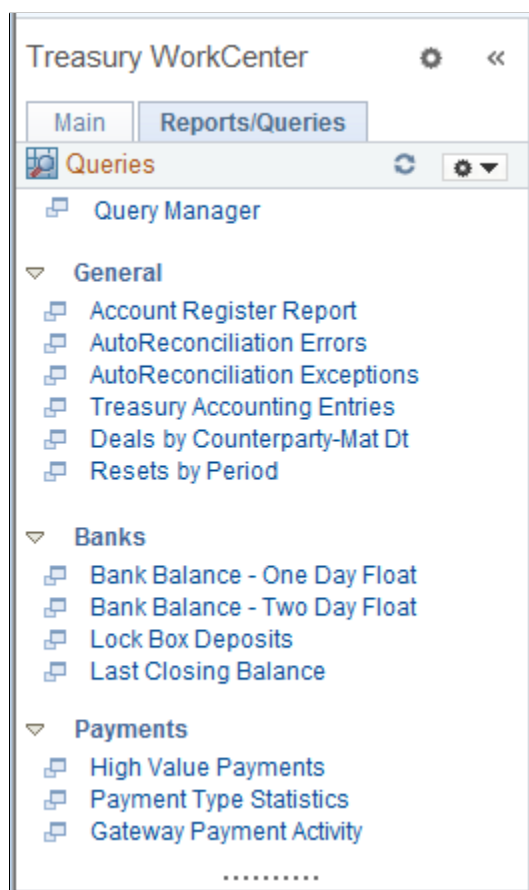 Treasury WorkCenter
Main
Reports/Queries
Queries
Query Manager
General
Account Register Report
AutoReconciliation Errors
AutoReconciliation Exceptions
Treasury Accounting Entries
Deals by Counterparty-Mat Dt
Resets by Period
Banks
Bank Balance - One Day Float
Bank Balance - Two Day Float
Lock Box Deposits
Last Closing Balance
Payments
High Value Payments
Payment Type Statistics
Gateway Payment Activity